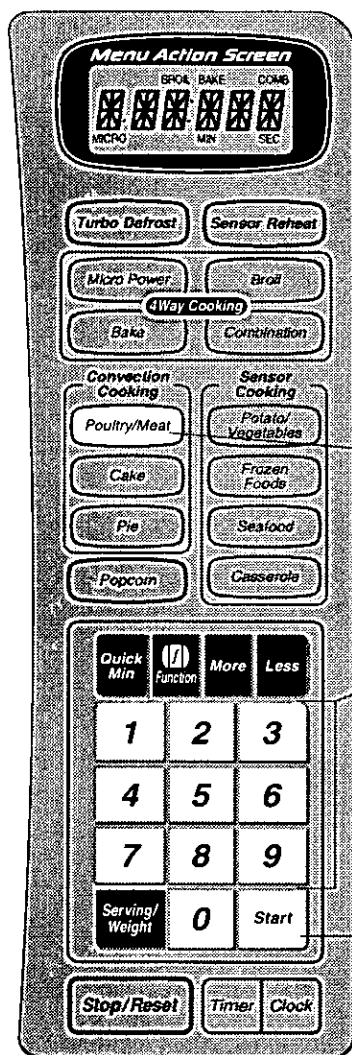 Menu Action Screen
BROIL BAKE COMB
MICRO MIN SEC
Turbo Defrost Sensor Reheat
Micro Power Broil
4Way Cooking
Bake Combination
Convection Cooking
Sensor Cooking
Poultry/Meat
Potato/
Vegetables
Cake
Frozen
Foods
Pie
Seafood
Popcorn
Casserole
Quick
Min
Function
More
Less
1 2 3
4 5 6
7 8 9
Serving/
Weight
0
Start
Stop/Reset Timer Clock